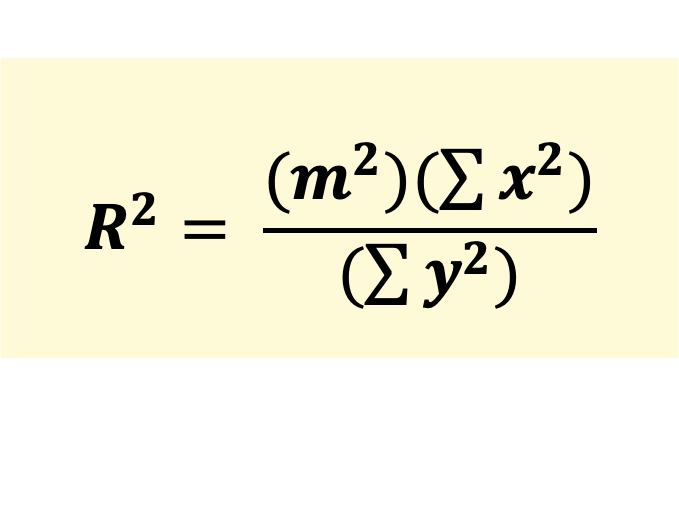 R² = (m²)(∑ x²) / (∑ y²)